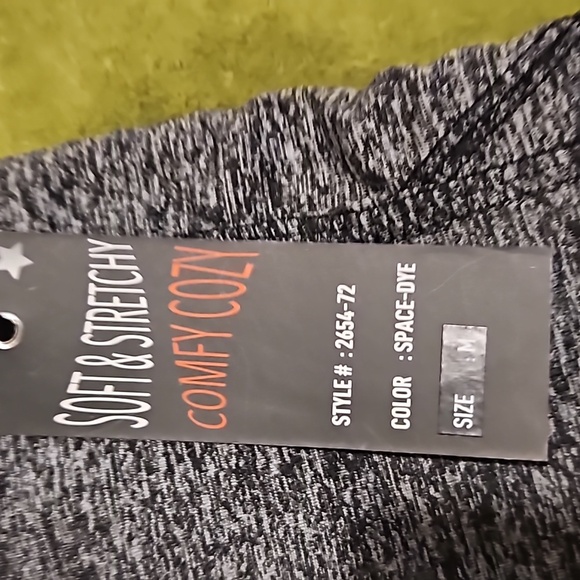 SOFT & STRETCHY
COMFY COZY
STYLE # : 2654-72
COLOR : SPACE-DYE
SIZE : M